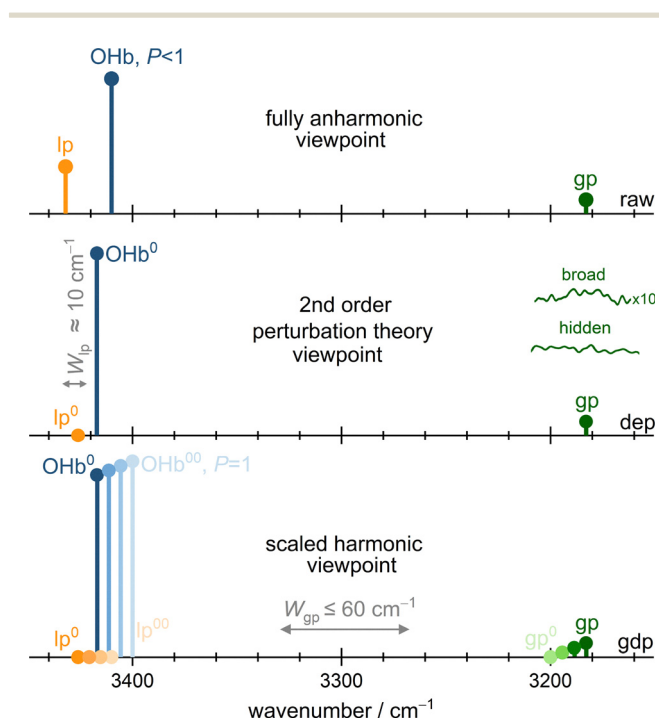 OHb, P<1
lp
fully anharmonic
viewpoint
gp
raw
OHb⁰
W_lp ≈ 10 cm⁻¹
broad
x10
2nd order
perturbation theory
viewpoint
hidden
lp⁰
gp
dep
OHb⁰
OHb⁰⁰, P=1
scaled harmonic
viewpoint
W_gp ≤ 60 cm⁻¹
lp⁰
lp⁰⁰
gp⁰
gp
gdp
3400
3300
3200
wavenumber / cm⁻¹